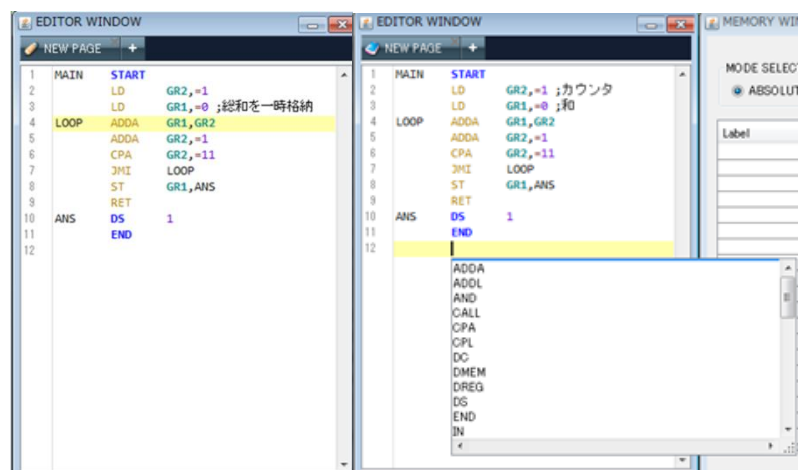 EDITOR WINDOW
NEW PAGE +
1 MAIN START
2 LD GR2,=1
3 LD GR1,=0 ;総和を一時格納
4 LOOP ADDA GR1,GR2
5 ADDA GR2,=1
6 CPA GR2,=11
7 JMI LOOP
8 ST GR1,ANS
9 RET
10 ANS DS 1
11 END
12
EDITOR WINDOW
NEW PAGE +
1 MAIN START
2 LD GR2,=1 ;カウンタ
3 LD GR1,=0 ;和
4 LOOP ADDA GR1,GR2
5 ADDA GR2,=1
6 CPA GR2,=11
7 JMI LOOP
8 ST GR1,ANS
9 RET
10 ANS DS 1
11 END
12
ADDA
ADDL
AND
CALL
CPA
CPL
DC
DMEM
DREG
DS
END
IN
MEMORY WIN
MODE SELEC
ABSOLUT
Label